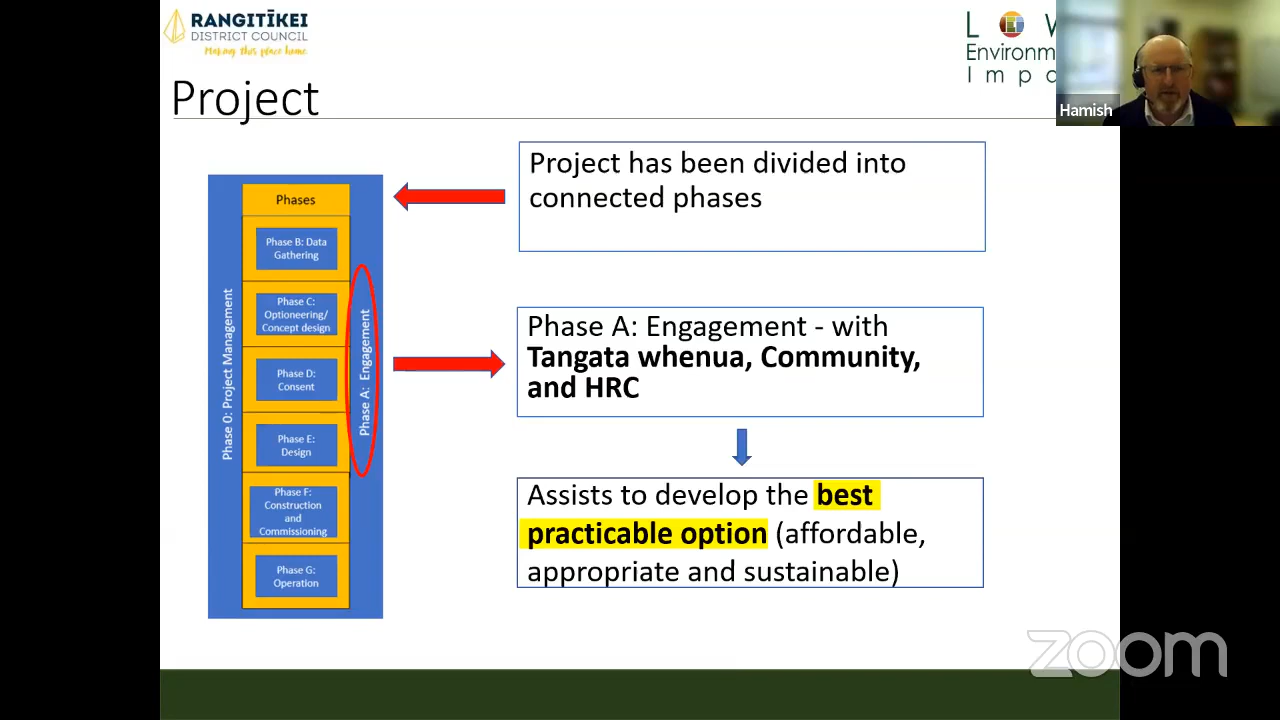 RANGITĪKEI
DISTRICT COUNCIL
Making this place home
L W
Environm
Impa
Hamish
Project
Phases
Phase B: Data
Gathering
Phase C:
Optioneering/
Concept design
Phase D:
Consent
Phase E:
Design
Phase F:
Construction
and
Commissioning
Phase G:
Operation
Phase 0: Project Management
Phase A: Engagement
Project has been divided into
connected phases
Phase A: Engagement - with
Tangata whenua, Community,
and HRC
Assists to develop the best
practicable option (affordable,
appropriate and sustainable)
zoom